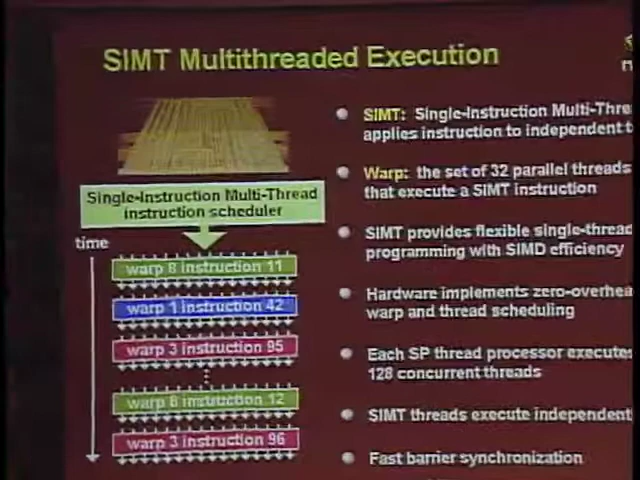 SIMT Multithreaded Execution
Single-Instruction Multi-Thread
instruction scheduler
time
warp 8 instruction 11
warp 1 instruction 42
warp 3 instruction 95
warp 8 instruction 12
warp 3 instruction 96
SIMT: Single-Instruction Multi-Thre
applies instruction to independent t
Warp: the set of 32 parallel threads
that execute a SIMT instruction
SIMT provides flexible single-thread
programming with SIMD efficiency
Hardware implements zero-overhea
warp and thread scheduling
Each SP thread processor executes
128 concurrent threads
SIMT threads execute independent
Fast barrier synchronization